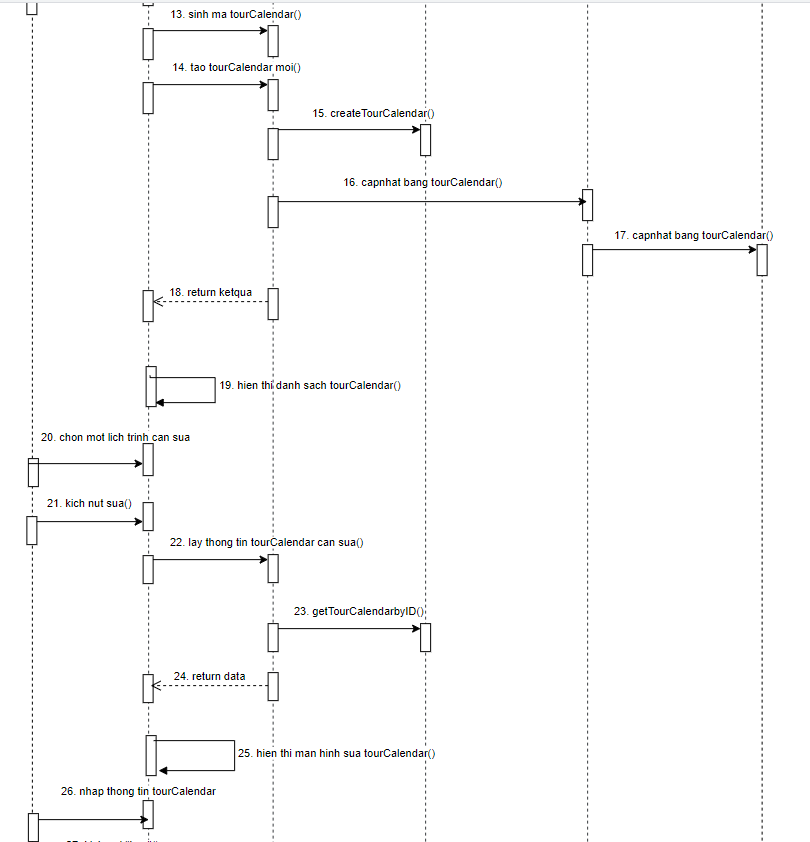 13. sinh ma tourCalendar()
14. tao tourCalendar moi()
15. createTourCalendar()
16. capnhat bang tourCalendar()
17. capnhat bang tourCalendar()
18. return ketqua
19. hien thi danh sach tourCalendar()
20. chon mot lich trinh can sua
21. kich nut sua()
22. lay thong tin tourCalendar can sua()
23. getTourCalendarbyID()
24. return data
25. hien thi man hinh sua tourCalendar()
26. nhap thong tin tourCalendar